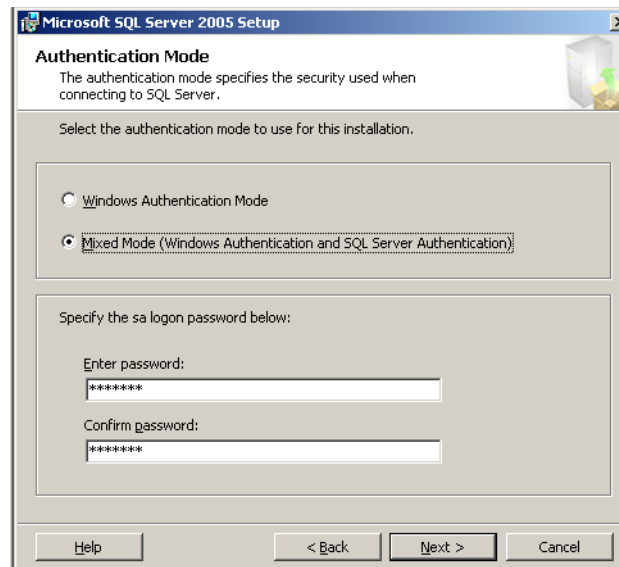 Microsoft SQL Server 2005 Setup
Authentication Mode
The authentication mode specifies the security used when
connecting to SQL Server.
Select the authentication mode to use for this installation.
Windows Authentication Mode
Mixed Mode (Windows Authentication and SQL Server Authentication)
Specify the sa logon password below:
Enter password:
*******
Confirm password:
*******
Help
< Back
Next >
Cancel